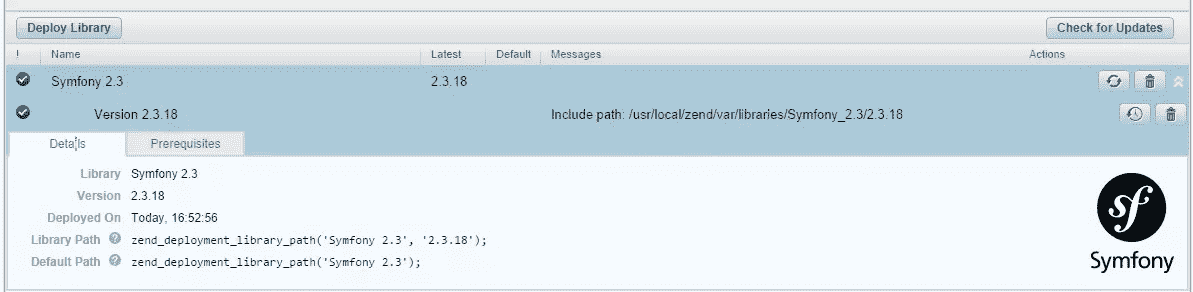 Deploy Library Check for Updates
! Name Latest Default Messages Actions
Symfony 2.3 2.3.18
Version 2.3.18 Include path: /usr/local/zend/var/libraries/Symfony_2.3/2.3.18
Details Prerequisites
Library Symfony 2.3
Version 2.3.18
Deployed On Today, 16:52:56
Library Path ? zend_deployment_library_path('Symfony 2.3', '2.3.18');
Default Path ? zend_deployment_library_path('Symfony 2.3');
sf
Symfony